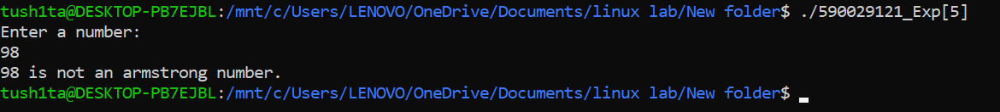 tush1ta@DESKTOP-PB7EJBL:/mnt/c/Users/LENOVO/OneDrive/Documents/linux lab/New folder$ ./590029121_Exp[5]
Enter a number:
98
98 is not an armstrong number.
tush1ta@DESKTOP-PB7EJBL:/mnt/c/Users/LENOVO/OneDrive/Documents/linux lab/New folder$